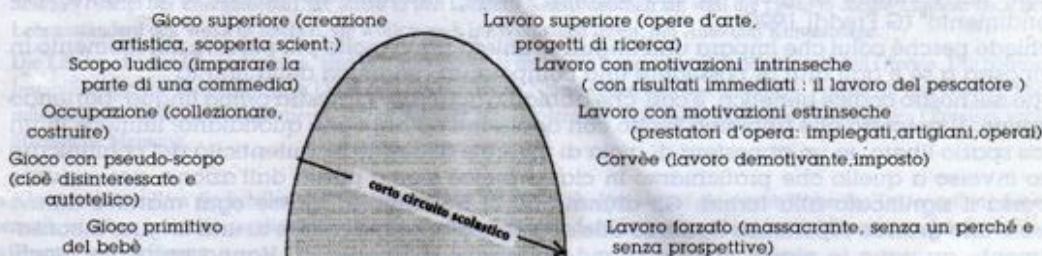 Gioco superiore (creazione
artistica, scoperta scient.)
Scopo ludico (imparare la
parte di una commedia)
Occupazione (collezionare,
costruire)
Gioco con pseudo-scopo
(cioè disinteressato e
autotelico)
Gioco primitivo
del bebè
corto circuito scolastico
Lavoro superiore (opere d'arte,
progetti di ricerca)
Lavoro con motivazioni intrinseche
( con risultati immediati : il lavoro del pescatore )
Lavoro con motivazioni estrinseche
(prestatori d'opera: impiegati,artigiani,operai)
Corvèe (lavoro demotivante,imposto)
Lavoro forzato (massacrante, senza un perché e
senza prospettive)